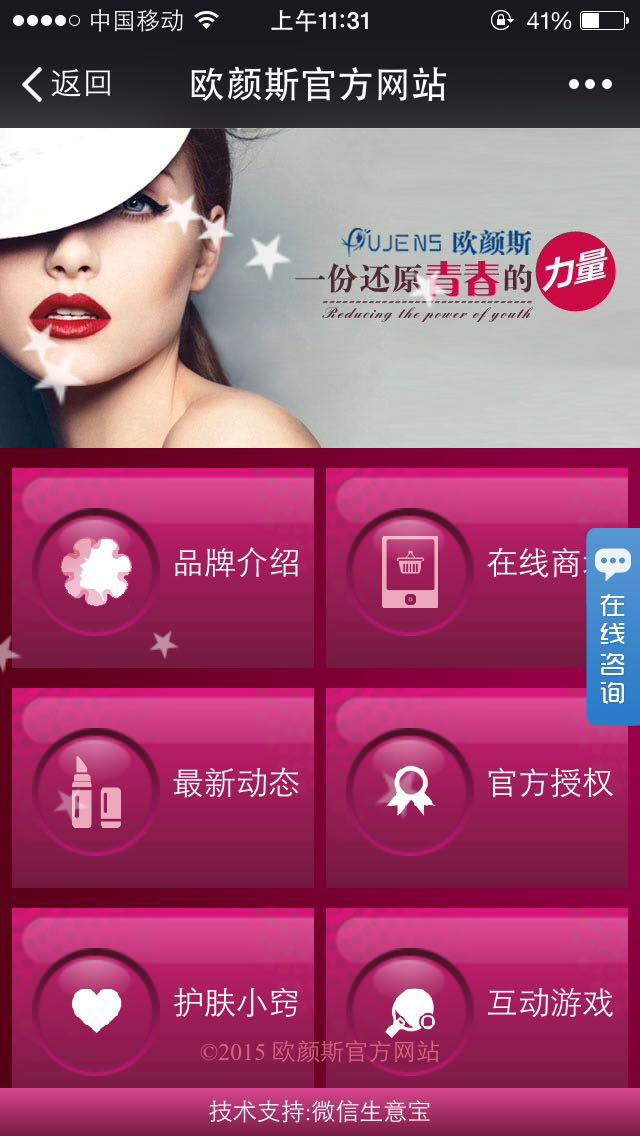 中国移动 上午11:31 41%
返回 欧颜斯官方网站
OUJENS 欧颜斯
一份还原青春的力量
Reducing the power of youth
品牌介绍
在线商
在线咨询
最新动态
官方授权
护肤小窍
互动游戏
©2015 欧颜斯官方网站
技术支持:微信生意宝